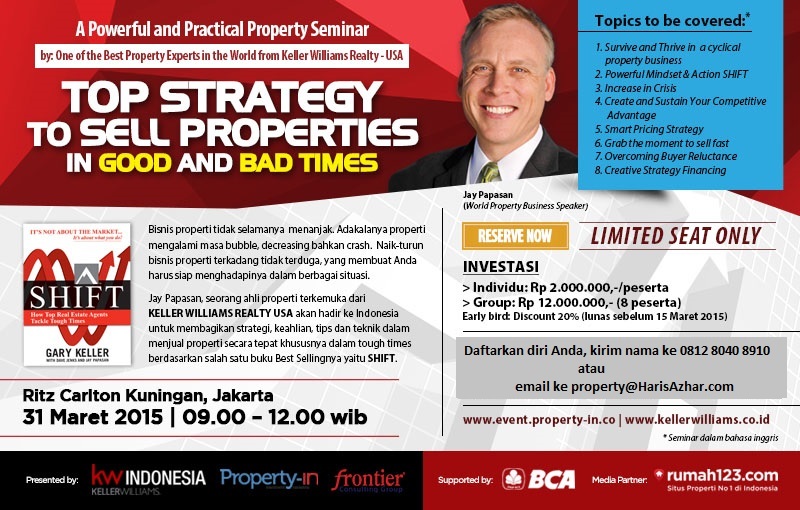 A Powerful and Practical Property Seminar
by: One of the Best Property Experts in the World from Keller Williams Realty - USA
TOP STRATEGY
TO SELL PROPERTIES
IN GOOD AND BAD TIMES
Topics to be covered:*
1. Survive and Thrive in a cyclical
property business
2. Powerful Mindset & Action SHIFT
3. Increase in Crisis
4. Create and Sustain Your Competitive
Advantage
5. Smart Pricing Strategy
6. Grab the moment to sell fast
7. Overcoming Buyer Reluctance
8. Creative Strategy Financing
Jay Papasan
(World Property Business Speaker)
IT'S NOT ABOUT THE MARKET...
It's about what you do!
SHIFT
How Top Real Estate Agents
Tackle Tough Times
GARY KELLER
WITH DAVE JENKS AND JAY PAPASAN
Bisnis properti tidak selamanya menanjak. Adakalanya properti
mengalami masa bubble, decreasing bahkan crash. Naik-turun
bisnis properti terkadang tidak terduga, yang membuat Anda
harus siap menghadapinya dalam berbagai situasi.
Jay Papasan, seorang ahli properti terkemuka dari
KELLER WILLIAMS REALTY USA akan hadir ke Indonesia
untuk membagikan strategi, keahlian, tips dan teknik dalam
menjual properti secara tepat khususnya dalam tough times
berdasarkan salah satu buku Best Sellingnya yaitu SHIFT.
RESERVE NOW
LIMITED SEAT ONLY
INVESTASI
> Individu: Rp 2.000.000,-/peserta
> Group: Rp 12.000.000,- (8 peserta)
Early bird: Discount 20% (lunas sebelum 15 Maret 2015)
Daftarkan diri Anda, kirim nama ke 0812 8040 8910
atau
email ke property@HarisAzhar.com
Ritz Carlton Kuningan, Jakarta
31 Maret 2015 | 09.00 – 12.00 wib
www.event.property-in.co | www.kellerwilliams.co.id
* Seminar dalam bahasa inggris
Presented by:
kw INDONESIA
KELLERWILLIAMS.
Property-in
frontier
Consulting Group
Supported by:
BCA
Media Partner:
rumah123.com
Situs Properti No 1 di Indonesia